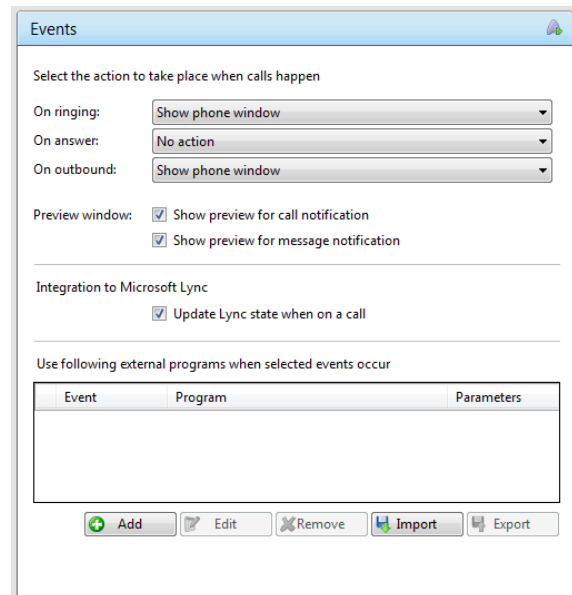 Events
Select the action to take place when calls happen
On ringing: Show phone window
On answer: No action
On outbound: Show phone window
Preview window: Show preview for call notification
Show preview for message notification
Integration to Microsoft Lync
Update Lync state when on a call
Use following external programs when selected events occur
Event Program Parameters
Add Edit Remove Import Export